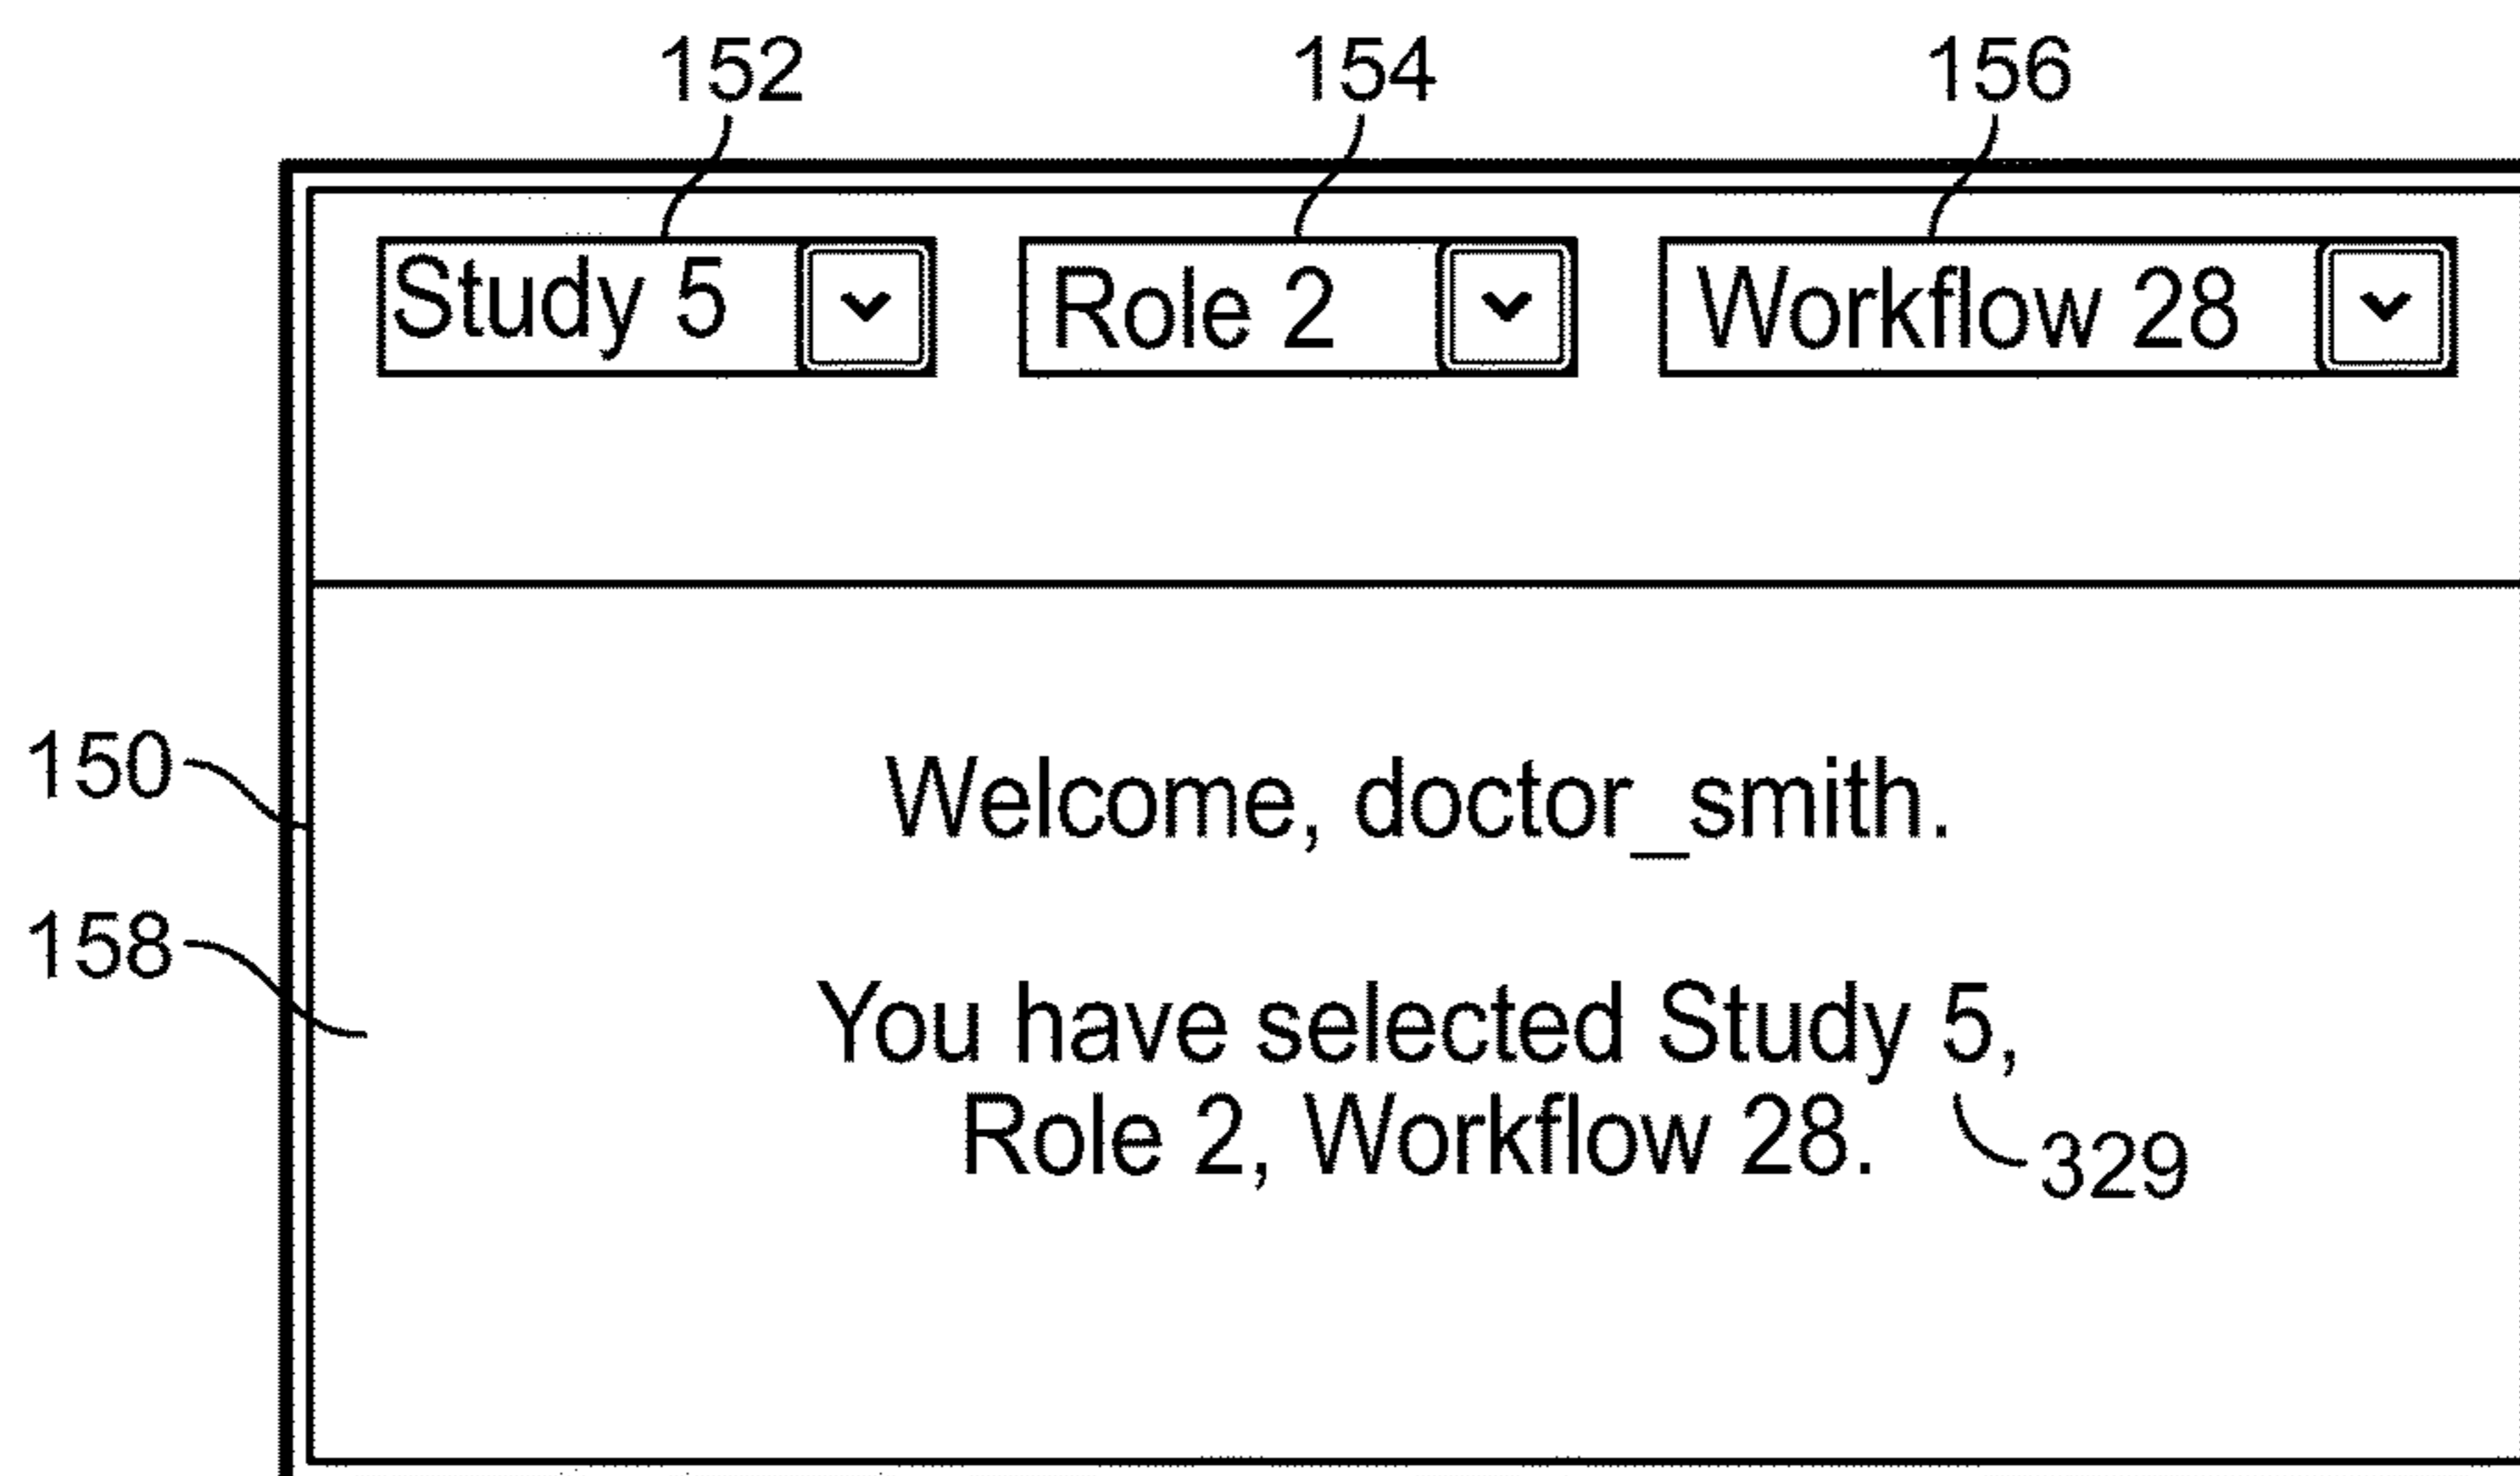 152 154 156
Study 5 Role 2 Workflow 28
150
Welcome, doctor_smith.
158
You have selected Study 5,
Role 2, Workflow 28.
329